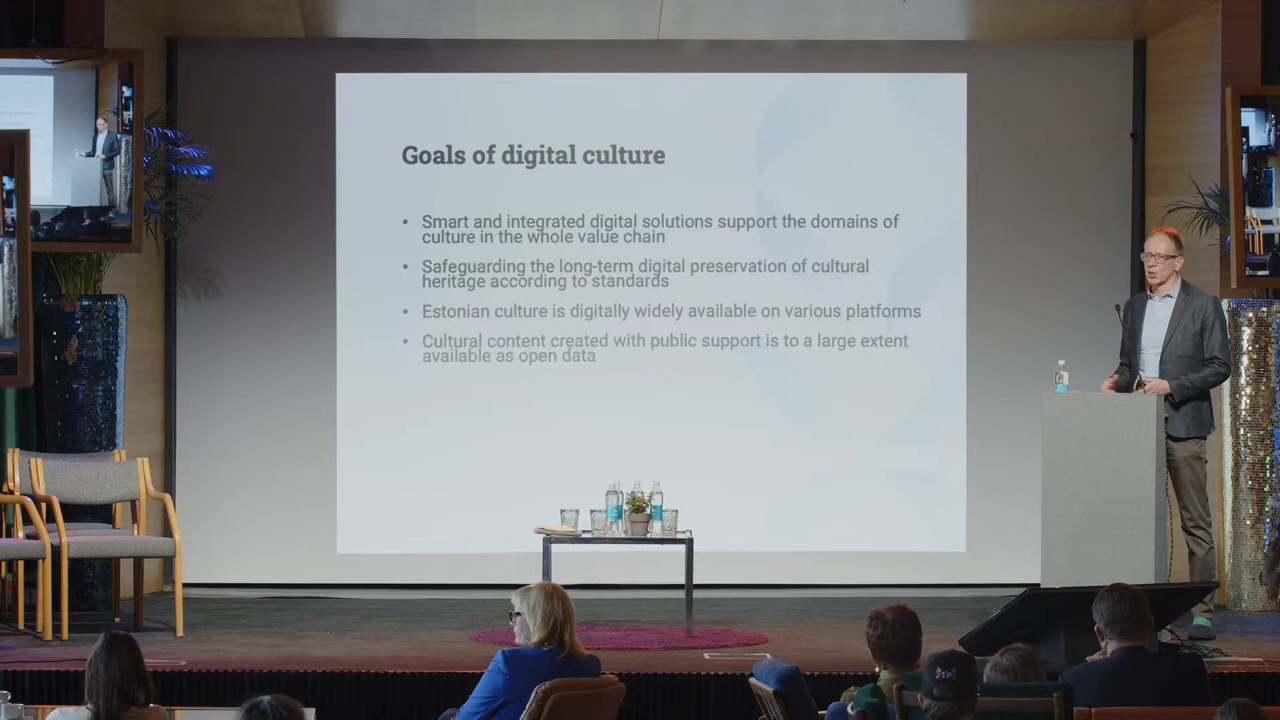 Goals of digital culture
• Smart and integrated digital solutions support the domains of
culture in the whole value chain
• Safeguarding the long-term digital preservation of cultural
heritage according to standards
• Estonian culture is digitally widely available on various platforms
• Cultural content created with public support is to a large extent
available as open data